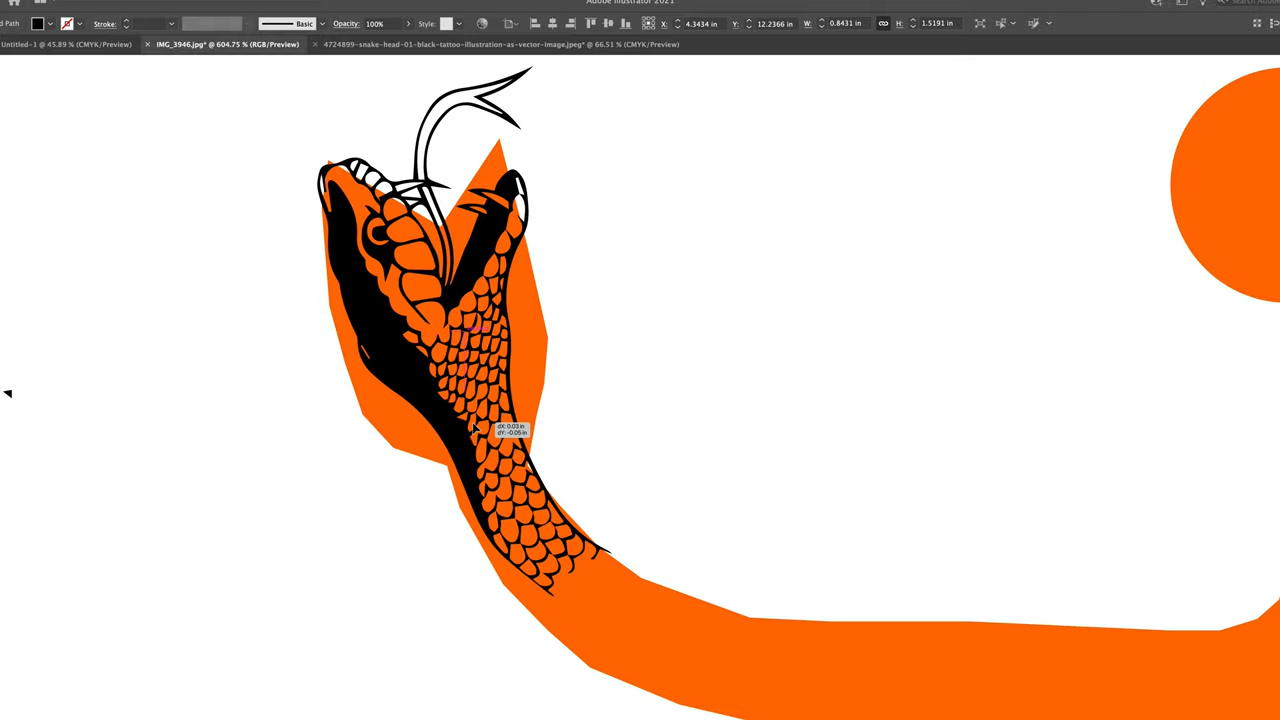 Adobe Illustrator 2021
Search Adobe
d Path Stroke: Basic Opacity: 100% Style: X: 4.3434 in Y: 12.2366 in W: 0.8431 in H: 1.5191 in
Untitled-1 @ 45.89 % (CMYK/Preview) × IMG_3946.jpg* @ 604.75 % (RGB/Preview) × 4724899-snake-head-01-black-tattoo-illustration-as-vector-image.jpeg* @ 66.51 % (CMYK/Preview)
dX: 0.03 in
dY: -0.05 in